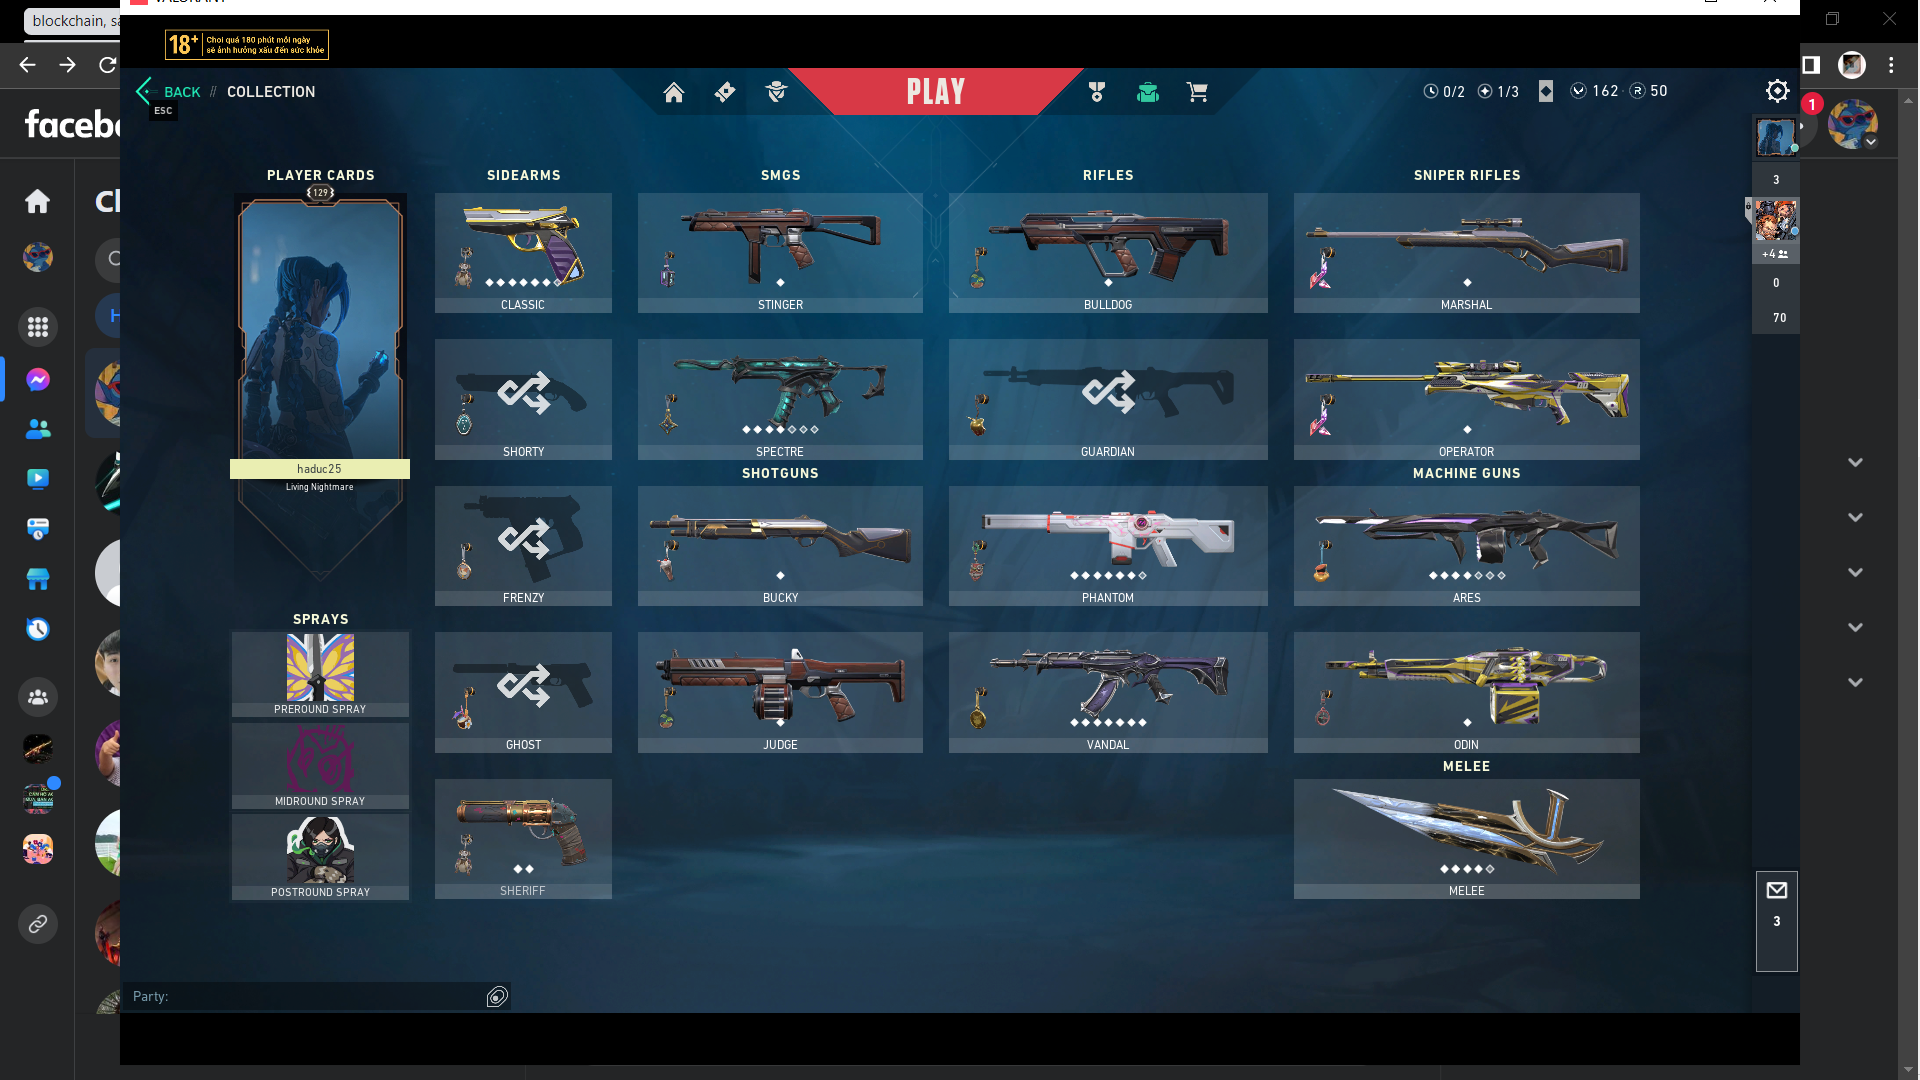 blockchain, sa
VALORANT
18+ Chơi quá 180 phút mỗi ngày
sẽ ảnh hưởng xấu đến sức khỏe
BACK // COLLECTION
ESC
PLAY
0/2
1/3
162
R 50
1
facebo
Ch
H
PLAYER CARDS
129
haduc25
Living Nightmare
SPRAYS
PREROUND SPRAY
MIDROUND SPRAY
POSTROUND SPRAY
SIDEARMS
CLASSIC
SHORTY
FRENZY
GHOST
SHERIFF
SMGS
STINGER
SPECTRE
SHOTGUNS
BUCKY
JUDGE
RIFLES
BULLDOG
GUARDIAN
PHANTOM
VANDAL
SNIPER RIFLES
MARSHAL
OPERATOR
MACHINE GUNS
ARES
ODIN
MELEE
MELEE
3
+4
0
70
3
Party: